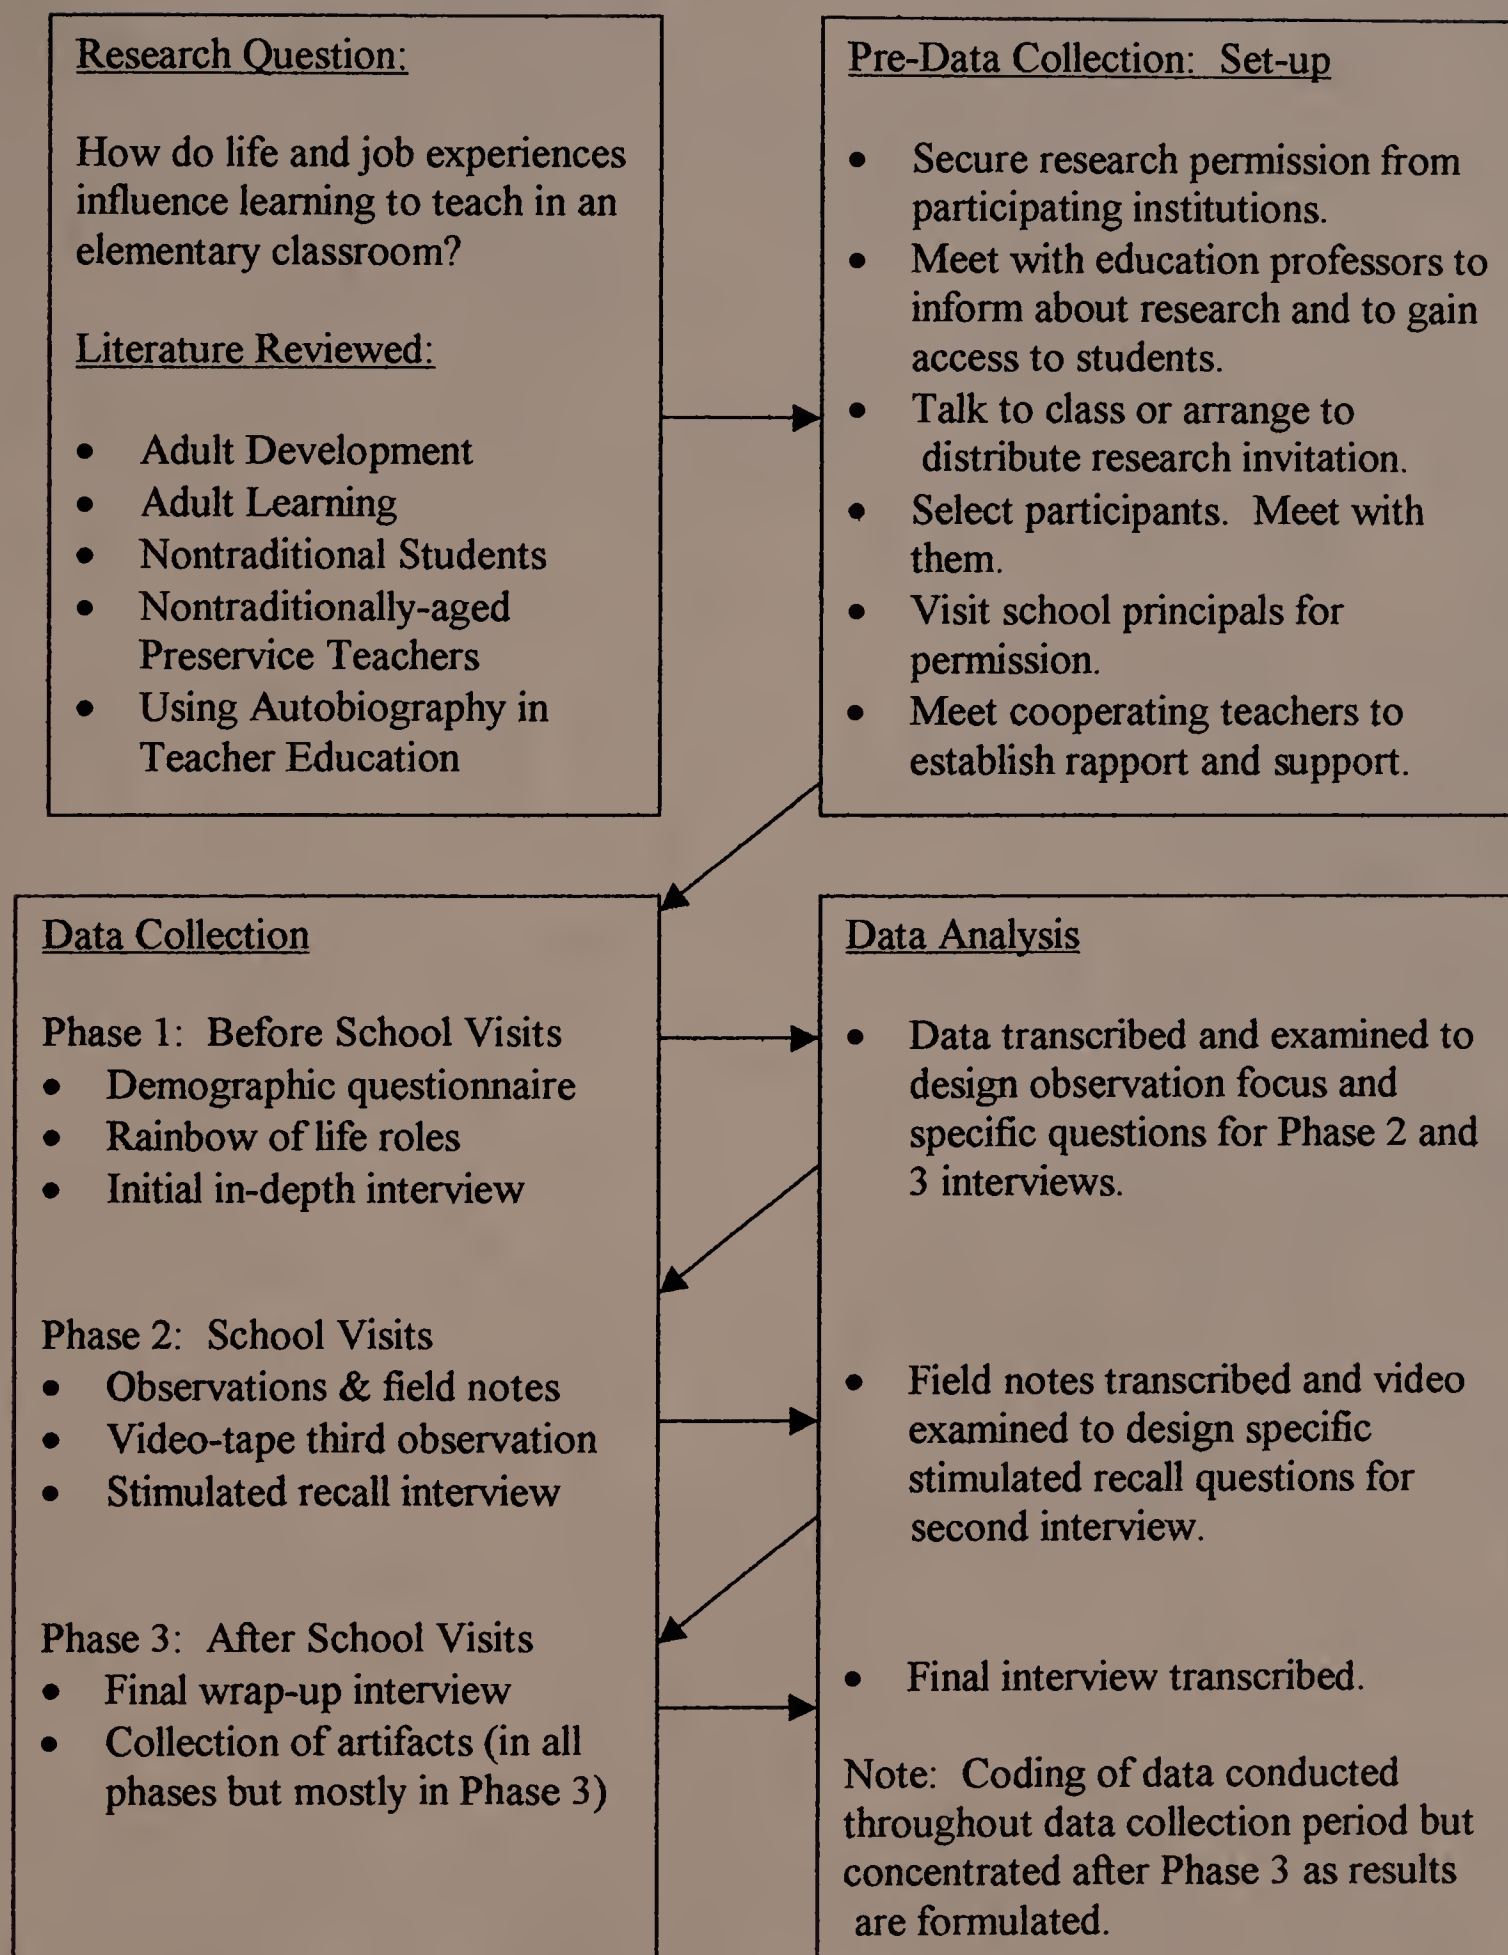 Research Question:
How do life and job experiences
influence learning to teach in an
elementary classroom?
Literature Reviewed:
• Adult Development
• Adult Learning
• Nontraditional Students
• Nontraditionally-aged
Preservice Teachers
• Using Autobiography in
Teacher Education
Pre-Data Collection: Set-up
• Secure research permission from
participating institutions.
• Meet with education professors to
inform about research and to gain
access to students.
• Talk to class or arrange to
distribute research invitation.
• Select participants. Meet with
them.
• Visit school principals for
permission.
• Meet cooperating teachers to
establish rapport and support.
Data Collection
Phase 1: Before School Visits
• Demographic questionnaire
• Rainbow of life roles
• Initial in-depth interview
Phase 2: School Visits
• Observations & field notes
• Video-tape third observation
• Stimulated recall interview
Phase 3: After School Visits
• Final wrap-up interview
• Collection of artifacts (in all
phases but mostly in Phase 3)
Data Analysis
• Data transcribed and examined to
design observation focus and
specific questions for Phase 2 and
3 interviews.
• Field notes transcribed and video
examined to design specific
stimulated recall questions for
second interview.
• Final interview transcribed.
Note: Coding of data conducted
throughout data collection period but
concentrated after Phase 3 as results
are formulated.